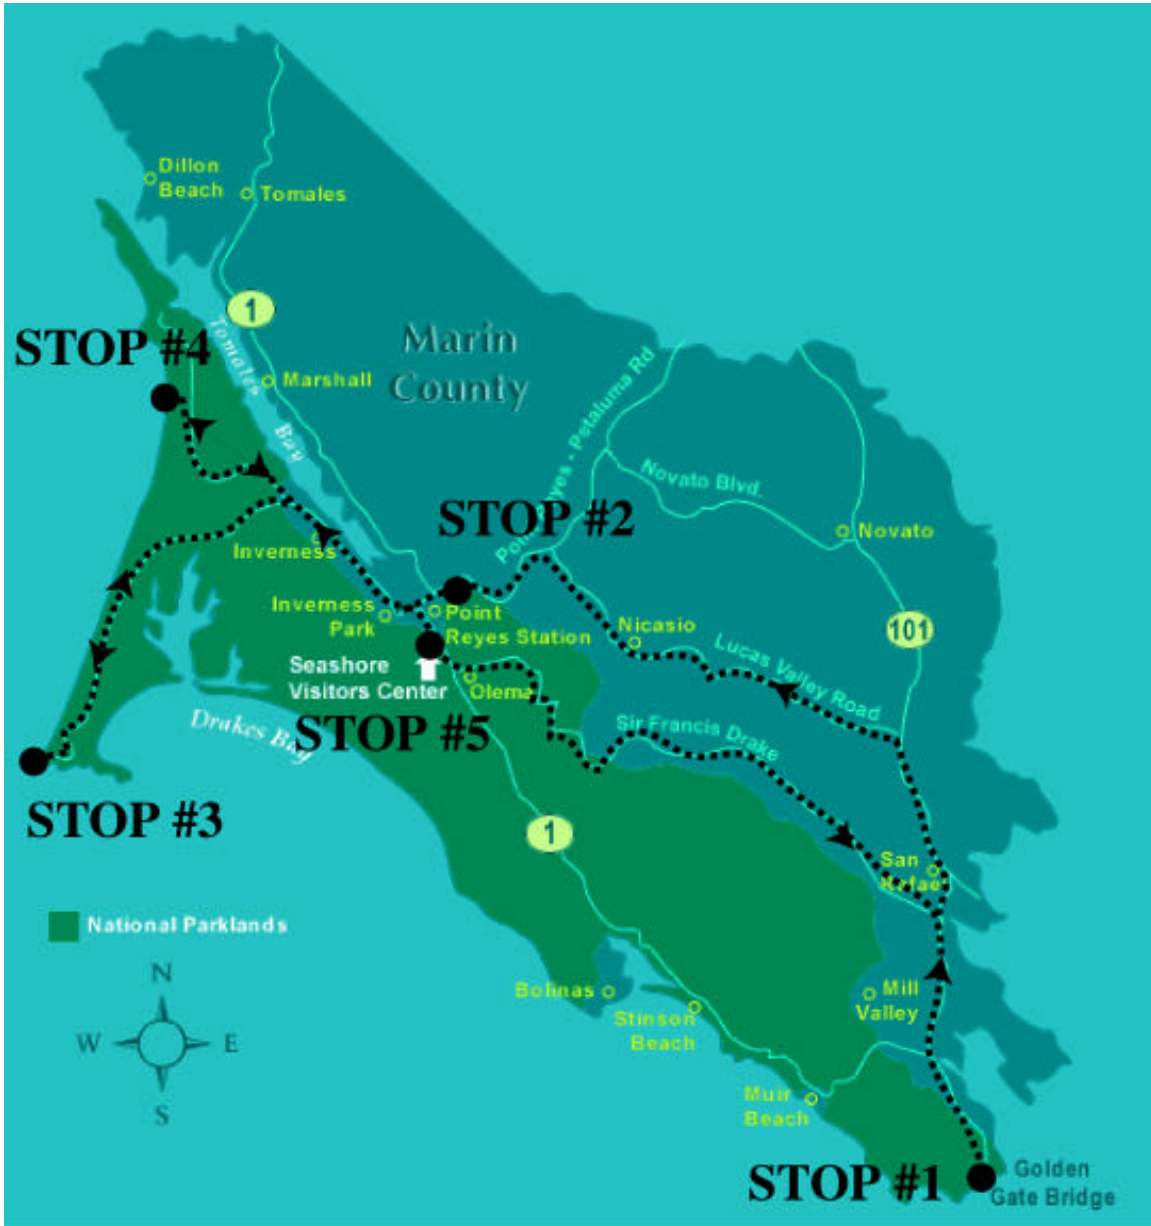 Dillon
Beach
Tomales
1
STOP #4
Tomales
Bay
Marin
County
Marshall
Petaluma Rd
Novato Blvd.
STOP #2
Novato
Inverness
Inverness
Park
Point
Reyes Station
Nicasio
101
Lucas Valley Road
Seashore
Visitors Center
Olema
Drakes Bay
STOP #5
Sir Francis Drake
STOP #3
1
San
Rafael
National Parklands
N
W
E
S
Bolinas
Stinson
Beach
Mill
Valley
Muir
Beach
STOP #1
Golden
Gate Bridge